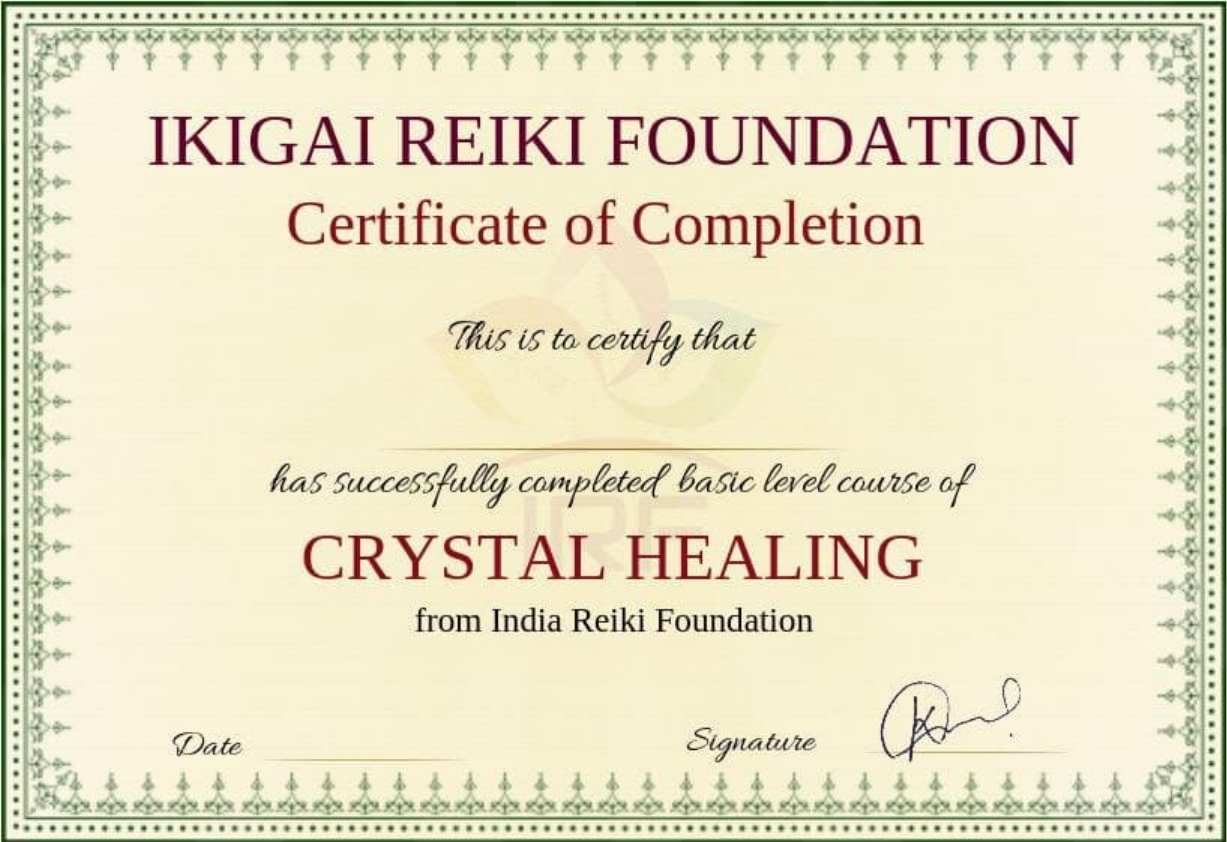 IKIGAI REIKI FOUNDATION
Certificate of Completion
This is to certify that
has successfully completed basic level course of
IRF
CRYSTAL HEALING
from India Reiki Foundation
Date
Signature